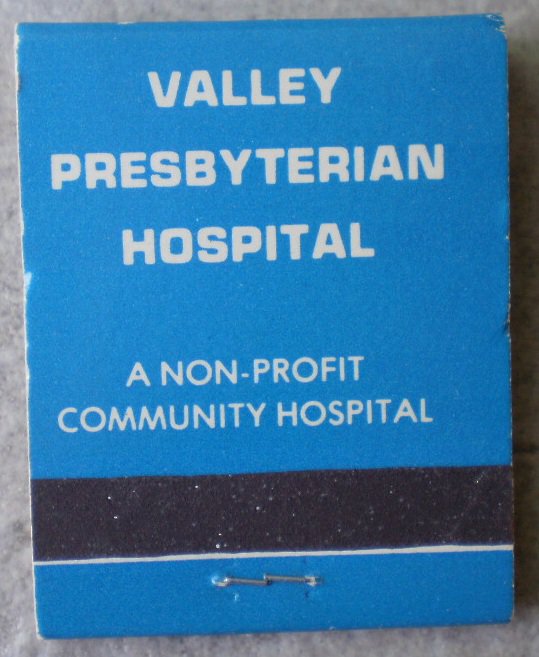 VALLEY
PRESBYTERIAN
HOSPITAL
A NON-PROFIT
COMMUNITY HOSPITAL